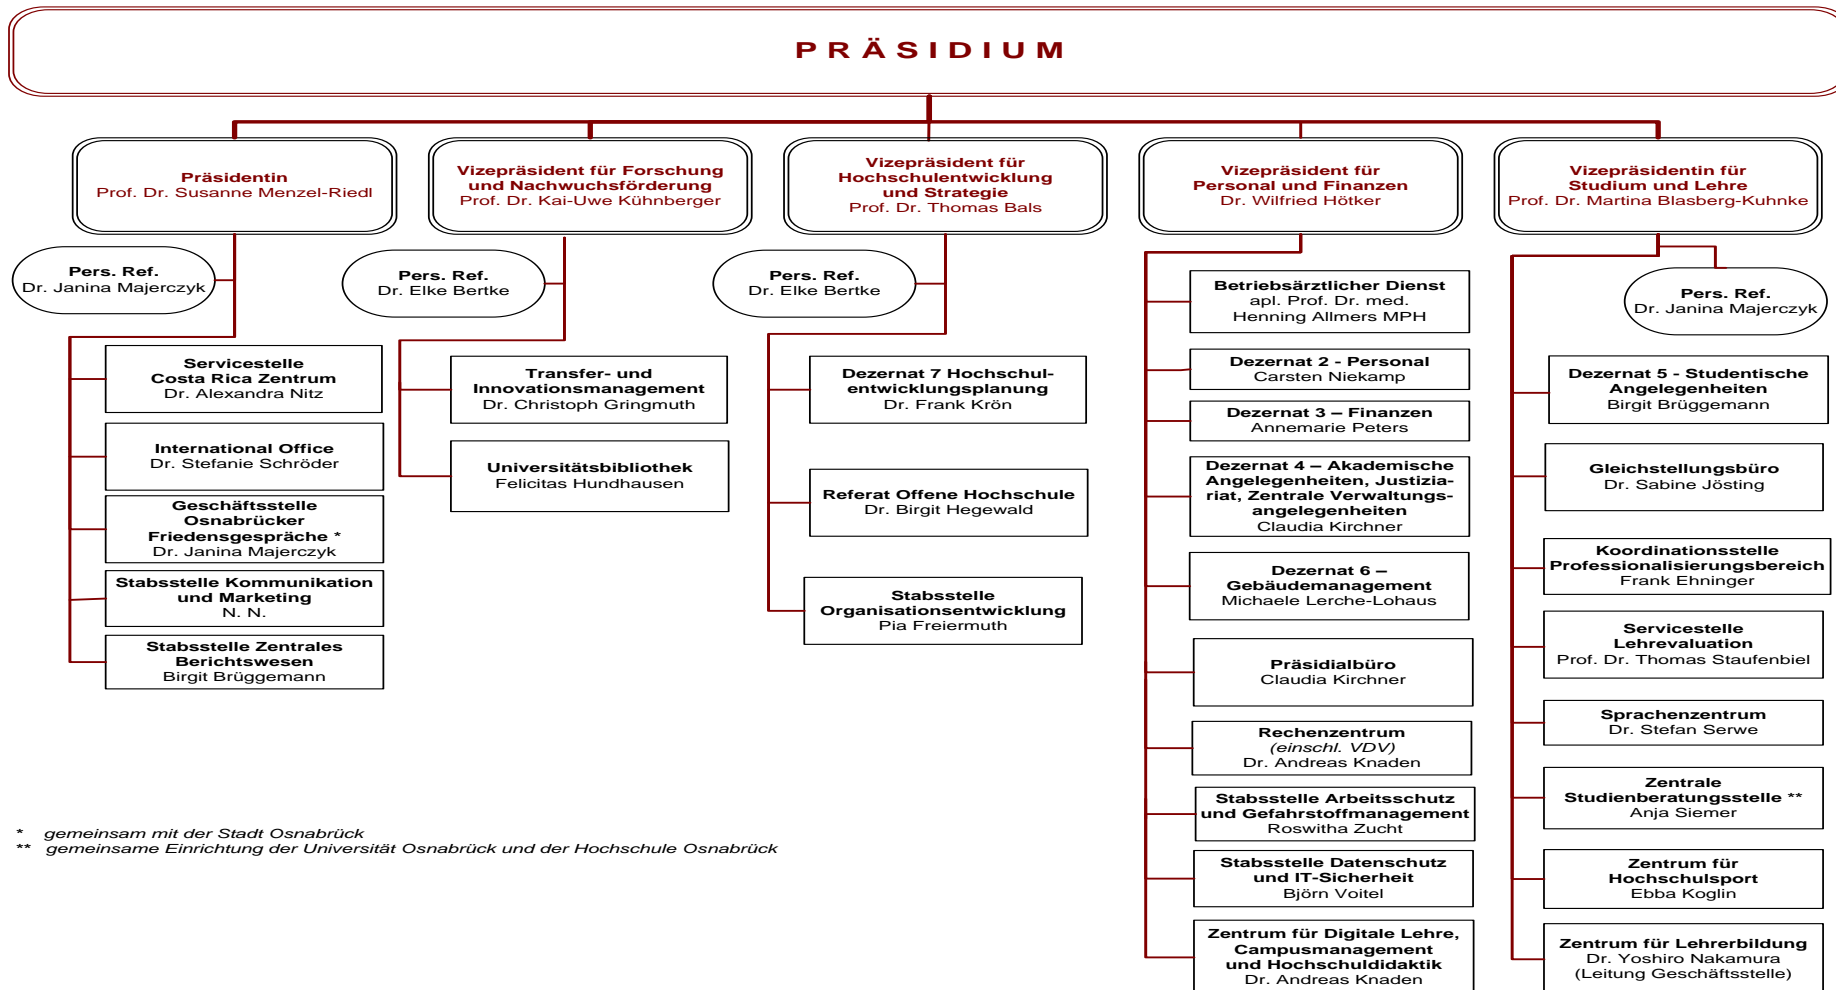 PRÄSIDIUM
Präsidentin
Prof. Dr. Susanne Menzel-Riedl
Vizepräsident für Forschung
und Nachwuchsförderung
Prof. Dr. Kai-Uwe Kühnberger
Vizepräsident für
Hochschulentwicklung
und Strategie
Prof. Dr. Thomas Bals
Vizepräsident für
Personal und Finanzen
Dr. Wilfried Hötker
Vizepräsidentin für
Studium und Lehre
Prof. Dr. Martina Blasberg-Kuhnke
Pers. Ref.
Dr. Janina Majerczyk
Servicestelle
Costa Rica Zentrum
Dr. Alexandra Nitz
International Office
Dr. Stefanie Schröder
Geschäftsstelle
Osnabrücker
Friedensgespräche *
Dr. Janina Majerczyk
Stabsstelle Kommunikation
und Marketing
N. N.
Stabsstelle Zentrales
Berichtswesen
Birgit Brüggemann
Pers. Ref.
Dr. Elke Bertke
Transfer- und
Innovationsmanagement
Dr. Christoph Gringmuth
Universitätsbibliothek
Felicitas Hundhausen
Pers. Ref.
Dr. Elke Bertke
Dezernat 7 Hochschul-
entwicklungsplanung
Dr. Frank Krön
Referat Offene Hochschule
Dr. Birgit Hegewald
Stabsstelle
Organisationsentwicklung
Pia Freiermuth
Betriebsärztlicher Dienst
apl. Prof. Dr. med.
Henning Allmers MPH
Dezernat 2 - Personal
Carsten Niekamp
Dezernat 3 – Finanzen
Annemarie Peters
Dezernat 4 – Akademische
Angelegenheiten, Justizia-
riat, Zentrale Verwaltungs-
angelegenheiten
Claudia Kirchner
Dezernat 6 –
Gebäudemanagement
Michaele Lerche-Lohaus
Präsidialbüro
Claudia Kirchner
Rechenzentrum
(einschl. VDV)
Dr. Andreas Knaden
Stabsstelle Arbeitsschutz
und Gefahrstoffmanagement
Roswitha Zucht
Stabsstelle Datenschutz
und IT-Sicherheit
Björn Voitel
Zentrum für Digitale Lehre,
Campusmanagement
und Hochschuldidaktik
Dr. Andreas Knaden
Pers. Ref.
Dr. Janina Majerczyk
Dezernat 5 - Studentische
Angelegenheiten
Birgit Brüggemann
Gleichstellungsbüro
Dr. Sabine Jösting
Koordinationsstelle
Professionalisierungsbereich
Frank Ehninger
Servicestelle
Lehrevaluation
Prof. Dr. Thomas Staufenbiel
Sprachenzentrum
Dr. Stefan Serwe
Zentrale
Studienberatungsstelle **
Anja Siemer
Zentrum für
Hochschulsport
Ebba Koglin
Zentrum für Lehrerbildung
Dr. Yoshiro Nakamura
(Leitung Geschäftsstelle)
* gemeinsam mit der Stadt Osnabrück
** gemeinsame Einrichtung der Universität Osnabrück und der Hochschule Osnabrück